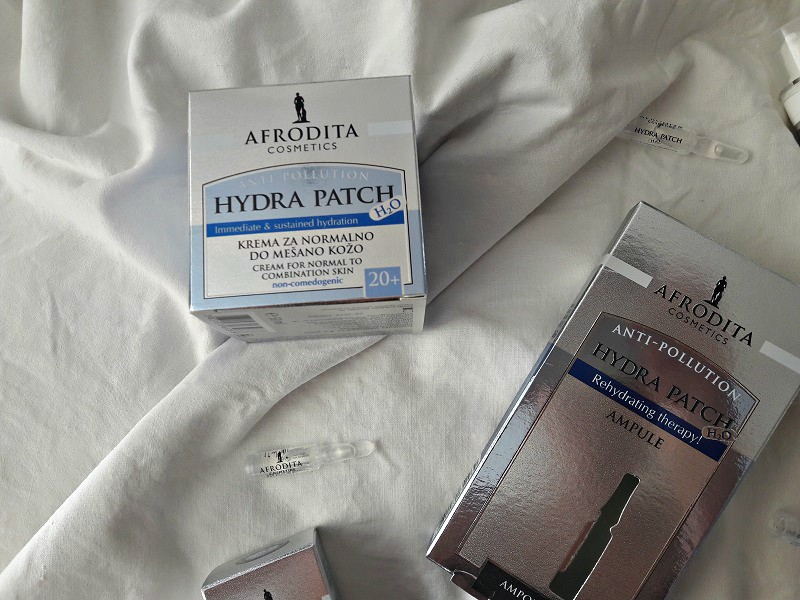 AFRODITA
COSMETICS
ANTI POLLUTION
HYDRA PATCH
H₂O
Immediate & sustained hydration
KREMA ZA NORMALNO
DO MEŠANO KOŽO
CREAM FOR NORMAL TO
COMBINATION SKIN
non-comedogenic
20+
HYDRA PATCH
AFRODITA
COSMETICS
ANTI-POLLUTION
HYDRA PATCH
H₂O
Rehydrating therapy!
AMPULE
AFRODITA
COSMETICS